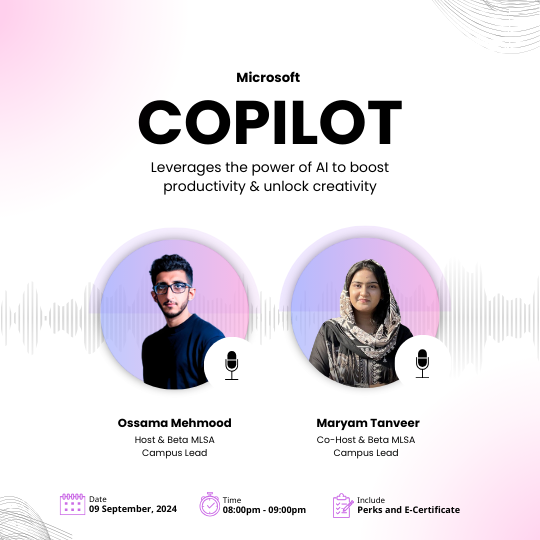 Microsoft
COPILOT
Leverages the power of AI to boost
productivity & unlock creativity
Ossama Mehmood
Host & Beta MLSA
Campus Lead
Maryam Tanveer
Co-Host & Beta MLSA
Campus Lead
Date
09 September, 2024
Time
08:00pm - 09:00pm
Include
Perks and E-Certificate